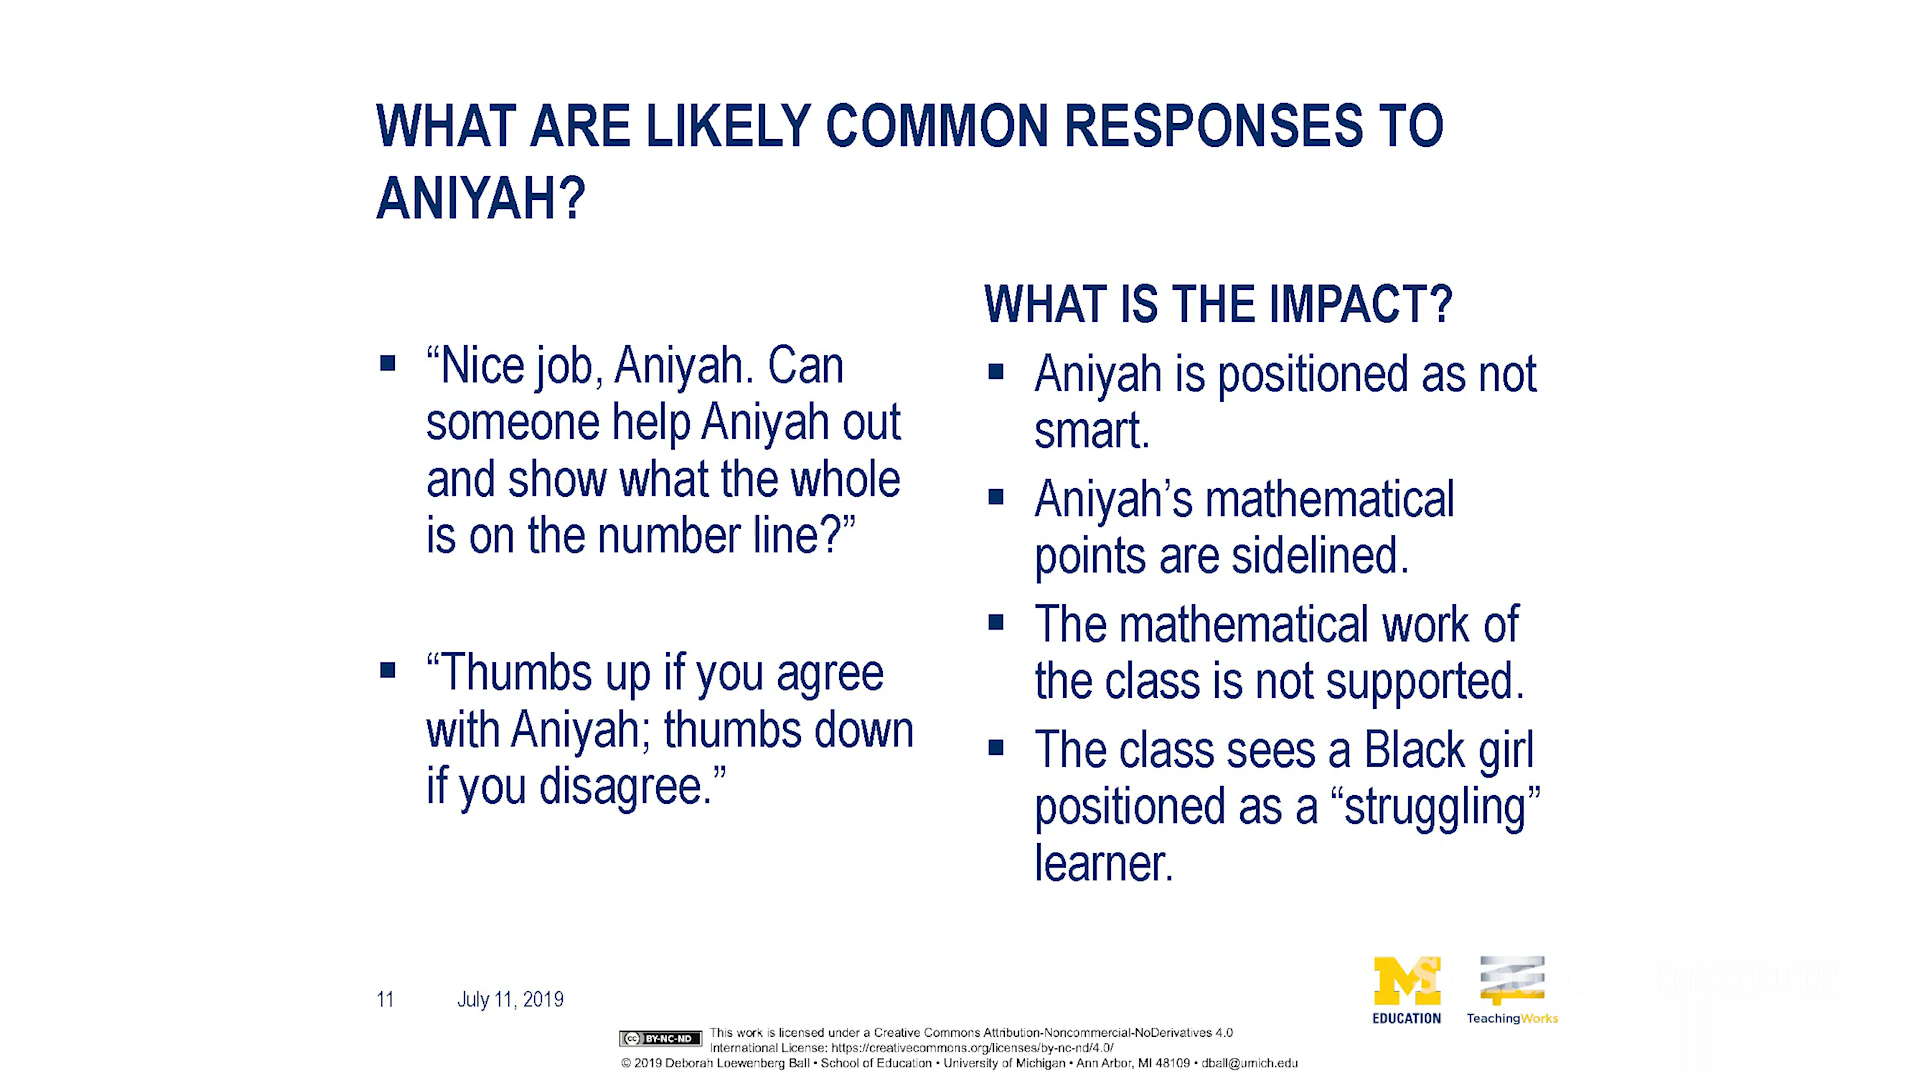 WHAT ARE LIKELY COMMON RESPONSES TO
ANIYAH?
▪ “Nice job, Aniyah. Can
someone help Aniyah out
and show what the whole
is on the number line?”
▪ “Thumbs up if you agree
with Aniyah; thumbs down
if you disagree.”
WHAT IS THE IMPACT?
▪ Aniyah is positioned as not
smart.
▪ Aniyah’s mathematical
points are sidelined.
▪ The mathematical work of
the class is not supported.
▪ The class sees a Black girl
positioned as a “struggling”
learner.
11 July 11, 2019
M
EDUCATION
TeachingWorks
cc BY-NC-ND
This work is licensed under a Creative Commons Attribution-Noncommercial-NoDerivatives 4.0
International License: https://creativecommons.org/licenses/by-nc-nd/4.0/
© 2019 Deborah Loewenberg Ball • School of Education • University of Michigan • Ann Arbor, MI 48109 • dball@umich.edu